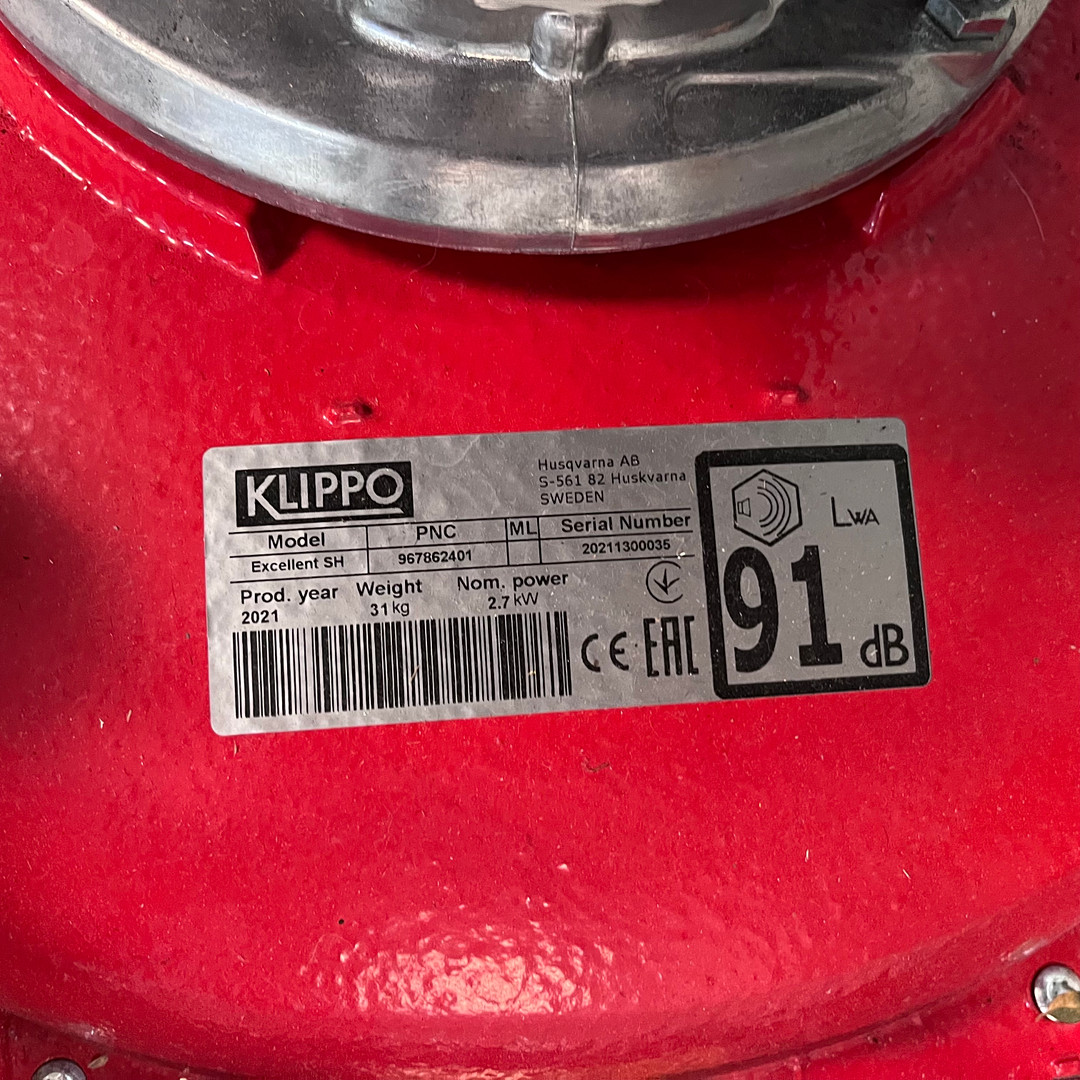 KLIPPO
Husqvarna AB
S-561 82 Huskvarna
SWEDEN
Model PNC ML Serial Number
Excellent SH 967862401 20211300035
Prod. year Weight Nom. power
2021 31 kg 2.7 kW
CE EAC
LWA
91 dB